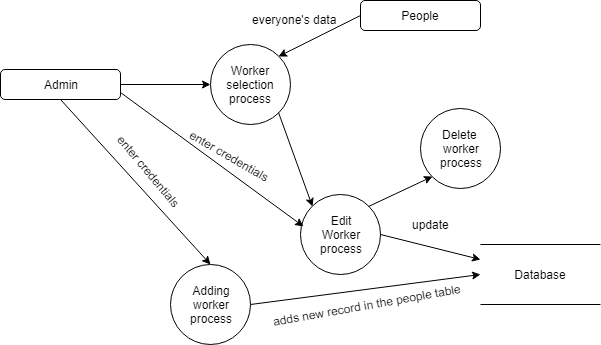 People
everyone's data
Admin
Worker
selection
process
enter credentials
enter credentials
Delete
worker
process
Edit
Worker
process
update
Database
Adding
worker
process
adds new record in the people table